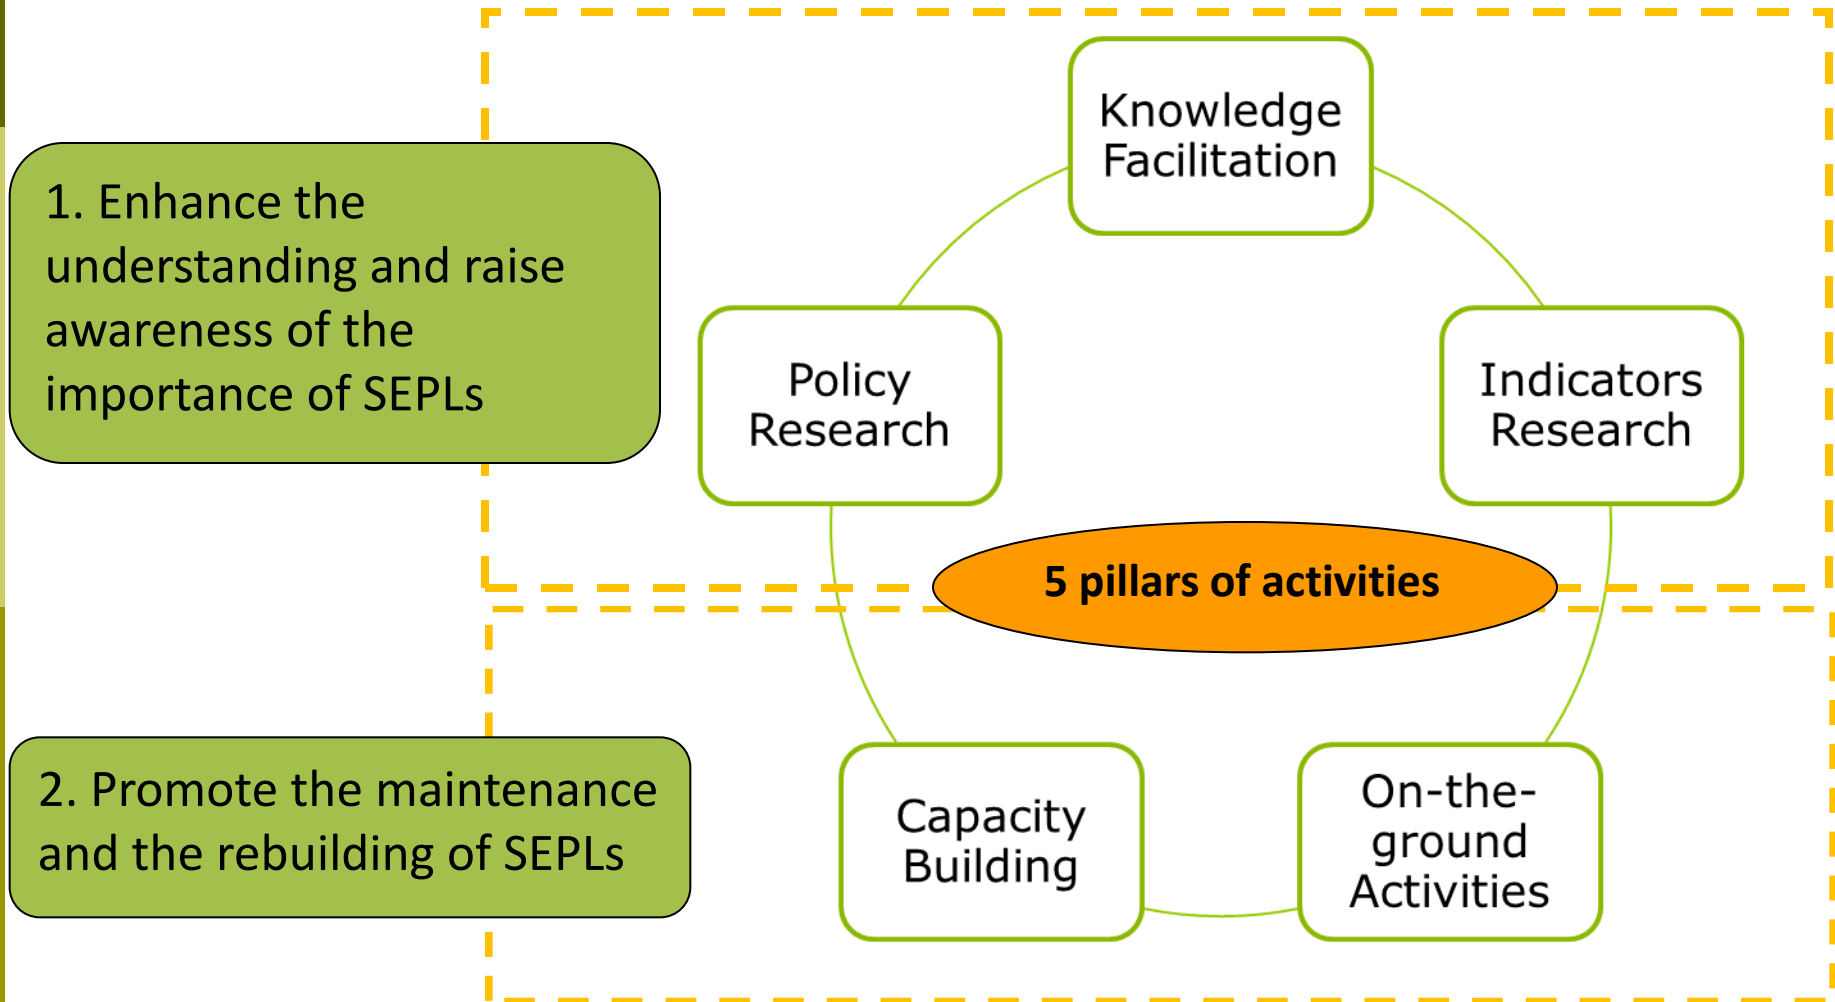 Knowledge
Facilitation
1. Enhance the
understanding and raise
awareness of the
importance of SEPLs
Policy
Research
Indicators
Research
5 pillars of activities
2. Promote the maintenance
and the rebuilding of SEPLs
Capacity
Building
On-the-
ground
Activities